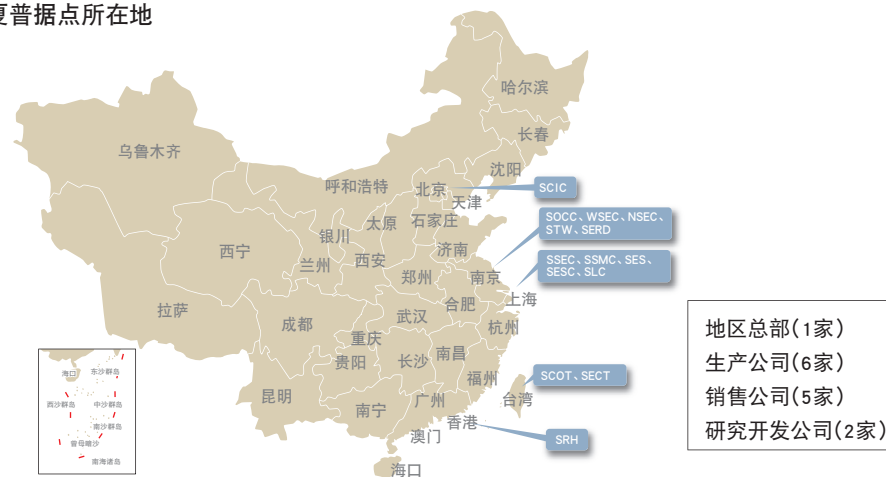 夏普据点所在地
哈尔滨
长春
乌鲁木齐
沈阳
呼和浩特
北京
SCIC
天津
太原
石家庄
SOCC、WSEC、NSEC、
STW、SERD
银川
济南
西宁
兰州
西安
SSEC、SSMC、SES、
SESC、SLC
郑州
南京
上海
拉萨
合肥
成都
武汉
杭州
重庆
地区总部(1家)
贵阳
长沙
南昌
生产公司(6家)
海口
东沙群岛
福州
SCOT、SECT
昆明
销售公司(5家)
西沙群岛
中沙群岛
广州
台湾
南宁
南沙群岛
香港
研究开发公司(2家)
曾母暗沙
澳门
SRH
南海诸岛
海口